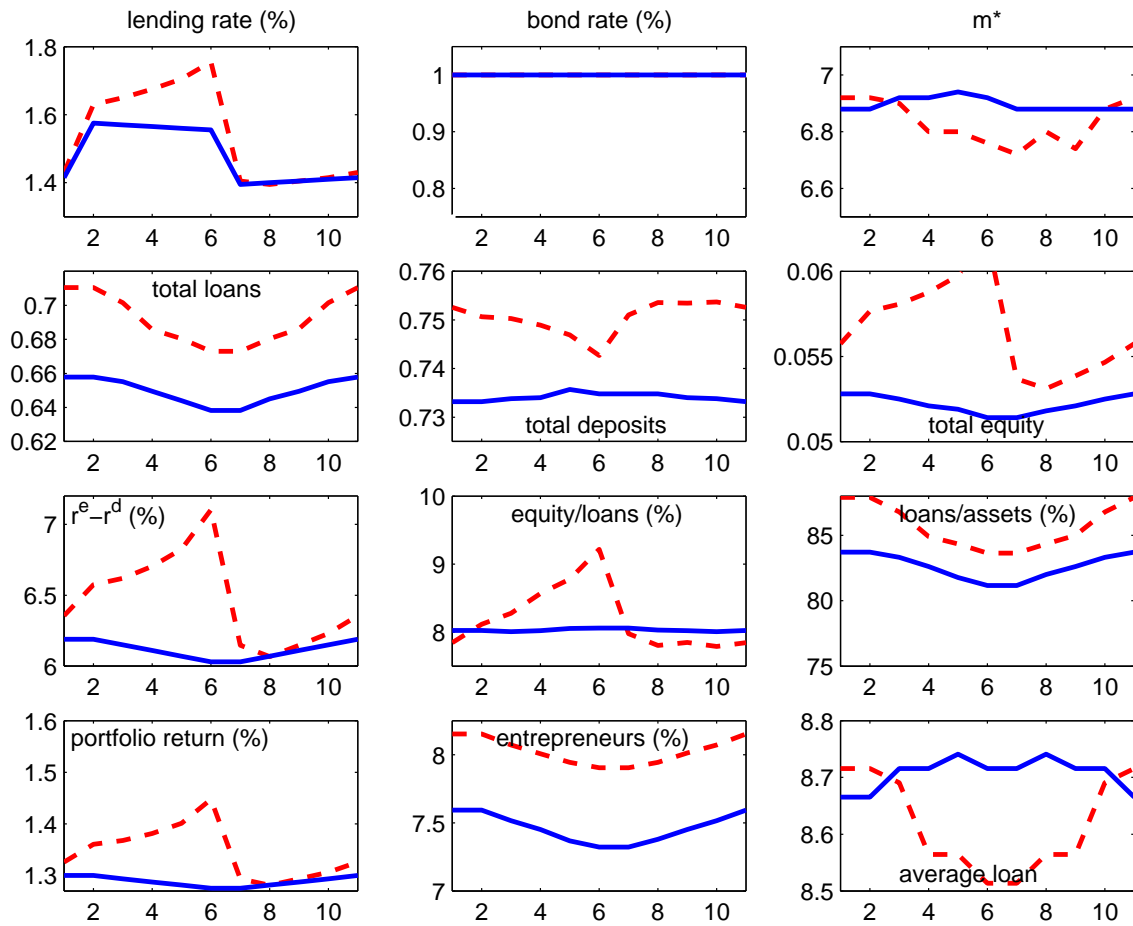 lending rate (%)
bond rate (%)
m*
1.8
1.6
1.4
2 4 6 8 10
1
0.9
0.8
2 4 6 8 10
7
6.8
6.6
2 4 6 8 10
total loans
0.7
0.68
0.66
0.64
0.62
2 4 6 8 10
0.76
0.75
0.74
0.73
total deposits
2 4 6 8 10
0.06
0.055
0.05
total equity
2 4 6 8 10
r^e−r^d (%)
7
6.5
6
2 4 6 8 10
equity/loans (%)
10
9
8
7
2 4 6 8 10
loans/assets (%)
85
80
75
2 4 6 8 10
portfolio return (%)
1.6
1.5
1.4
1.3
2 4 6 8 10
entrepreneurs (%)
8
7.5
7
2 4 6 8 10
8.8
8.7
8.6
8.5
average loan
2 4 6 8 10